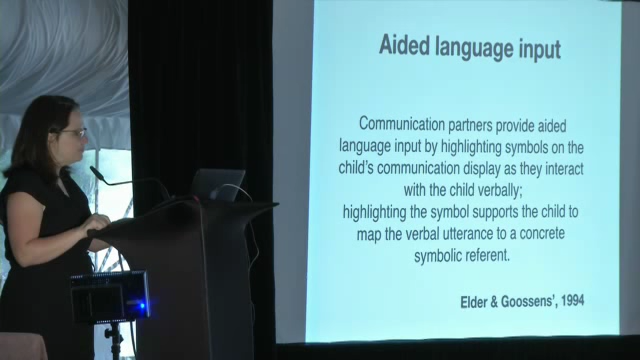 Aided language input
Communication partners provide aided
language input by highlighting symbols on the
child's communication display as they interact
with the child verbally;
highlighting the symbol supports the child to
map the verbal utterance to a concrete
symbolic referent.
Elder & Goossens', 1994